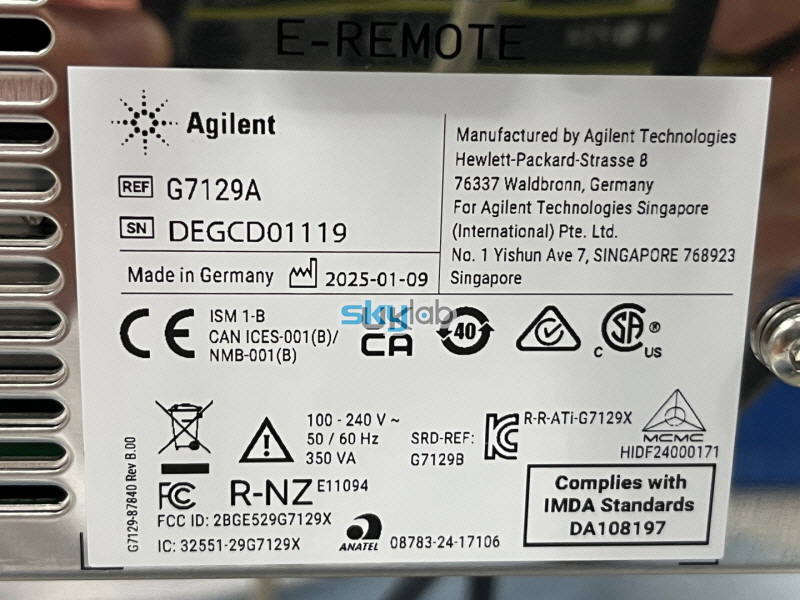 E-REMOTE
Agilent
REF G7129A
SN DEGCD01119
Made in Germany 2025-01-09
Manufactured by Agilent Technologies
Hewlett-Packard-Strasse 8
76337 Waldbronn, Germany
For Agilent Technologies Singapore
(International) Pte. Ltd.
No. 1 Yishun Ave 7, SINGAPORE 768923
Singapore
CE
ISM 1-B
CAN ICES-001(B)/
NMB-001(B)
skylab
UK
CA
40
C SA ® US
100 - 240 V ~
50 / 60 Hz
350 VA
SRD-REF:
G7129B
R-R-ATi-G7129X
MCMC
HIDF24000171
G7129-87840 Rev B.00
FC R-NZ E11094
FCC ID: 2BGE529G7129X
IC: 32551-29G7129X
ANATEL 08783-24-17106
Complies with
IMDA Standards
DA108197